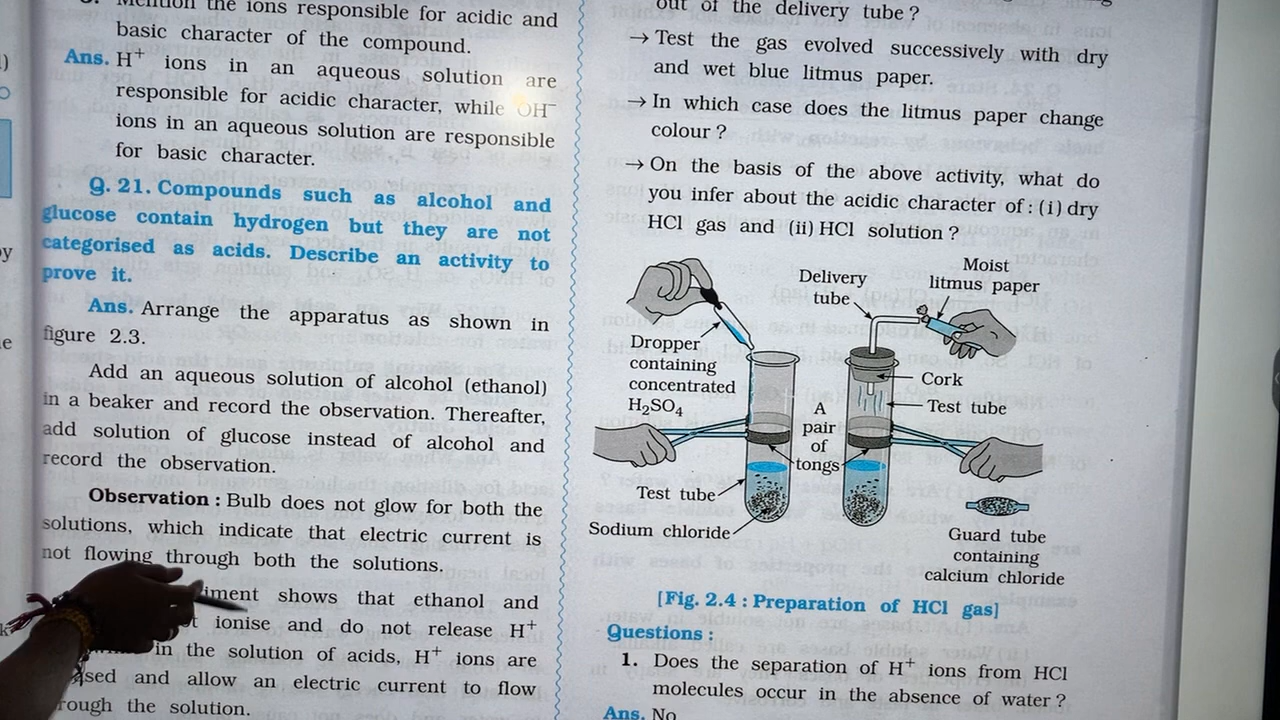 Mention the ions responsible for acidic and
basic character of the compound.
Ans. H⁺ ions in an aqueous solution are
responsible for acidic character, while OH⁻
ions in an aqueous solution are responsible
for basic character.
Q. 21. Compounds such as alcohol and
glucose contain hydrogen but they are not
categorised as acids. Describe an activity to
prove it.
Ans. Arrange the apparatus as shown in
figure 2.3.
Add an aqueous solution of alcohol (ethanol)
in a beaker and record the observation. Thereafter,
add solution of glucose instead of alcohol and
record the observation.
Observation : Bulb does not glow for both the
solutions, which indicate that electric current is
not flowing through both the solutions.
shows that ethanol and
ionise and do not release H⁺
in the solution of acids, H⁺ ions are
and allow an electric current to flow
the solution.
out of the delivery tube ?
→ Test the gas evolved successively with dry
and wet blue litmus paper.
→ In which case does the litmus paper change
colour ?
→ On the basis of the above activity, what do
you infer about the acidic character of : (i) dry
HCl gas and (ii) HCl solution ?
Delivery
tube
Moist
litmus paper
Dropper
containing
concentrated
H₂SO₄
Cork
Test tube
A
pair
of
tongs
Test tube
Sodium chloride
Guard tube
containing
calcium chloride
[Fig. 2.4 : Preparation of HCl gas]
Questions :
1. Does the separation of H⁺ ions from HCl
molecules occur in the absence of water ?
Ans. No